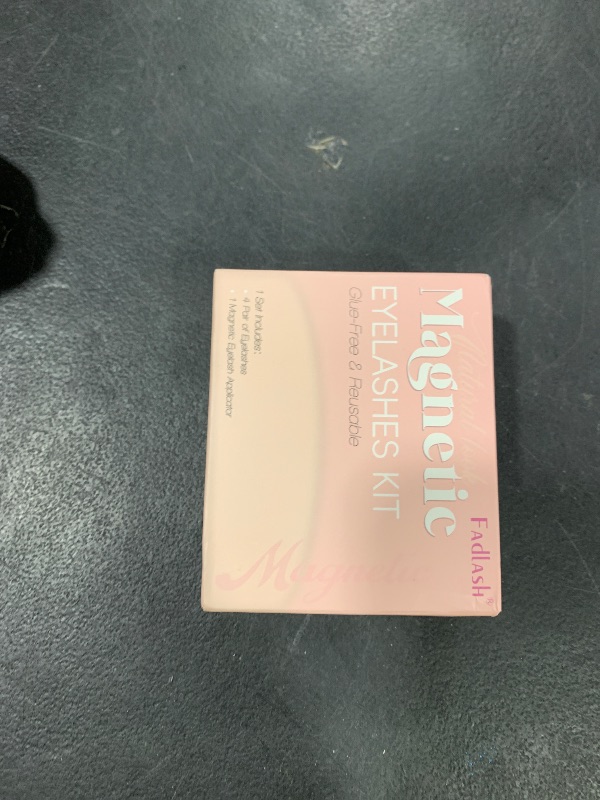 FADLASH®
Magnetic
EYELASHES KIT
Glue-Free & Reusable
1 Set Includes:
• 4 Pair of Eyelashes
• 1 Magnetic Eyelash Applicator
Magnetic